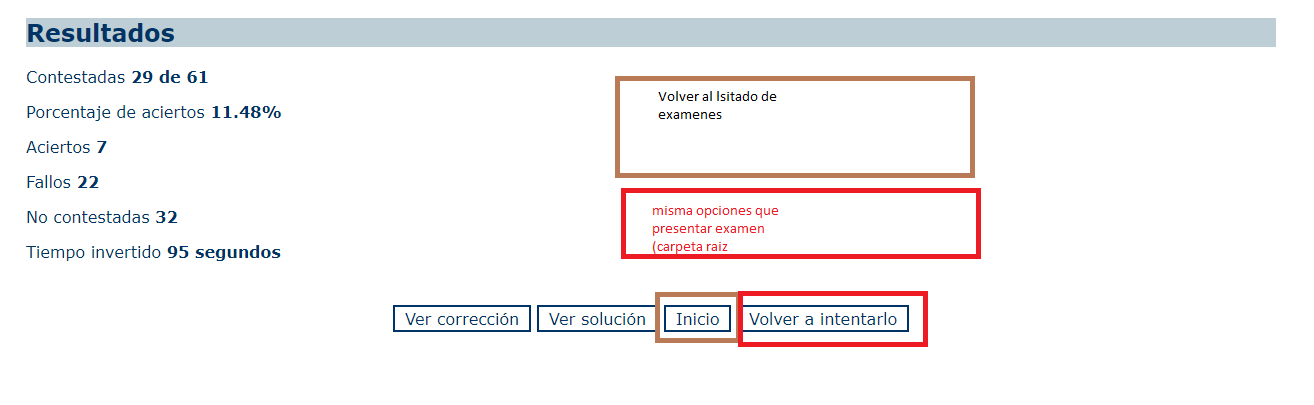 Resultados
Contestadas 29 de 61
Porcentaje de aciertos 11.48%
Aciertos 7
Fallos 22
No contestadas 32
Tiempo invertido 95 segundos
Volver al lsitado de
examenes
misma opciones que
presentar examen
(carpeta raiz
Ver corrección
Ver solución
Inicio
Volver a intentarlo